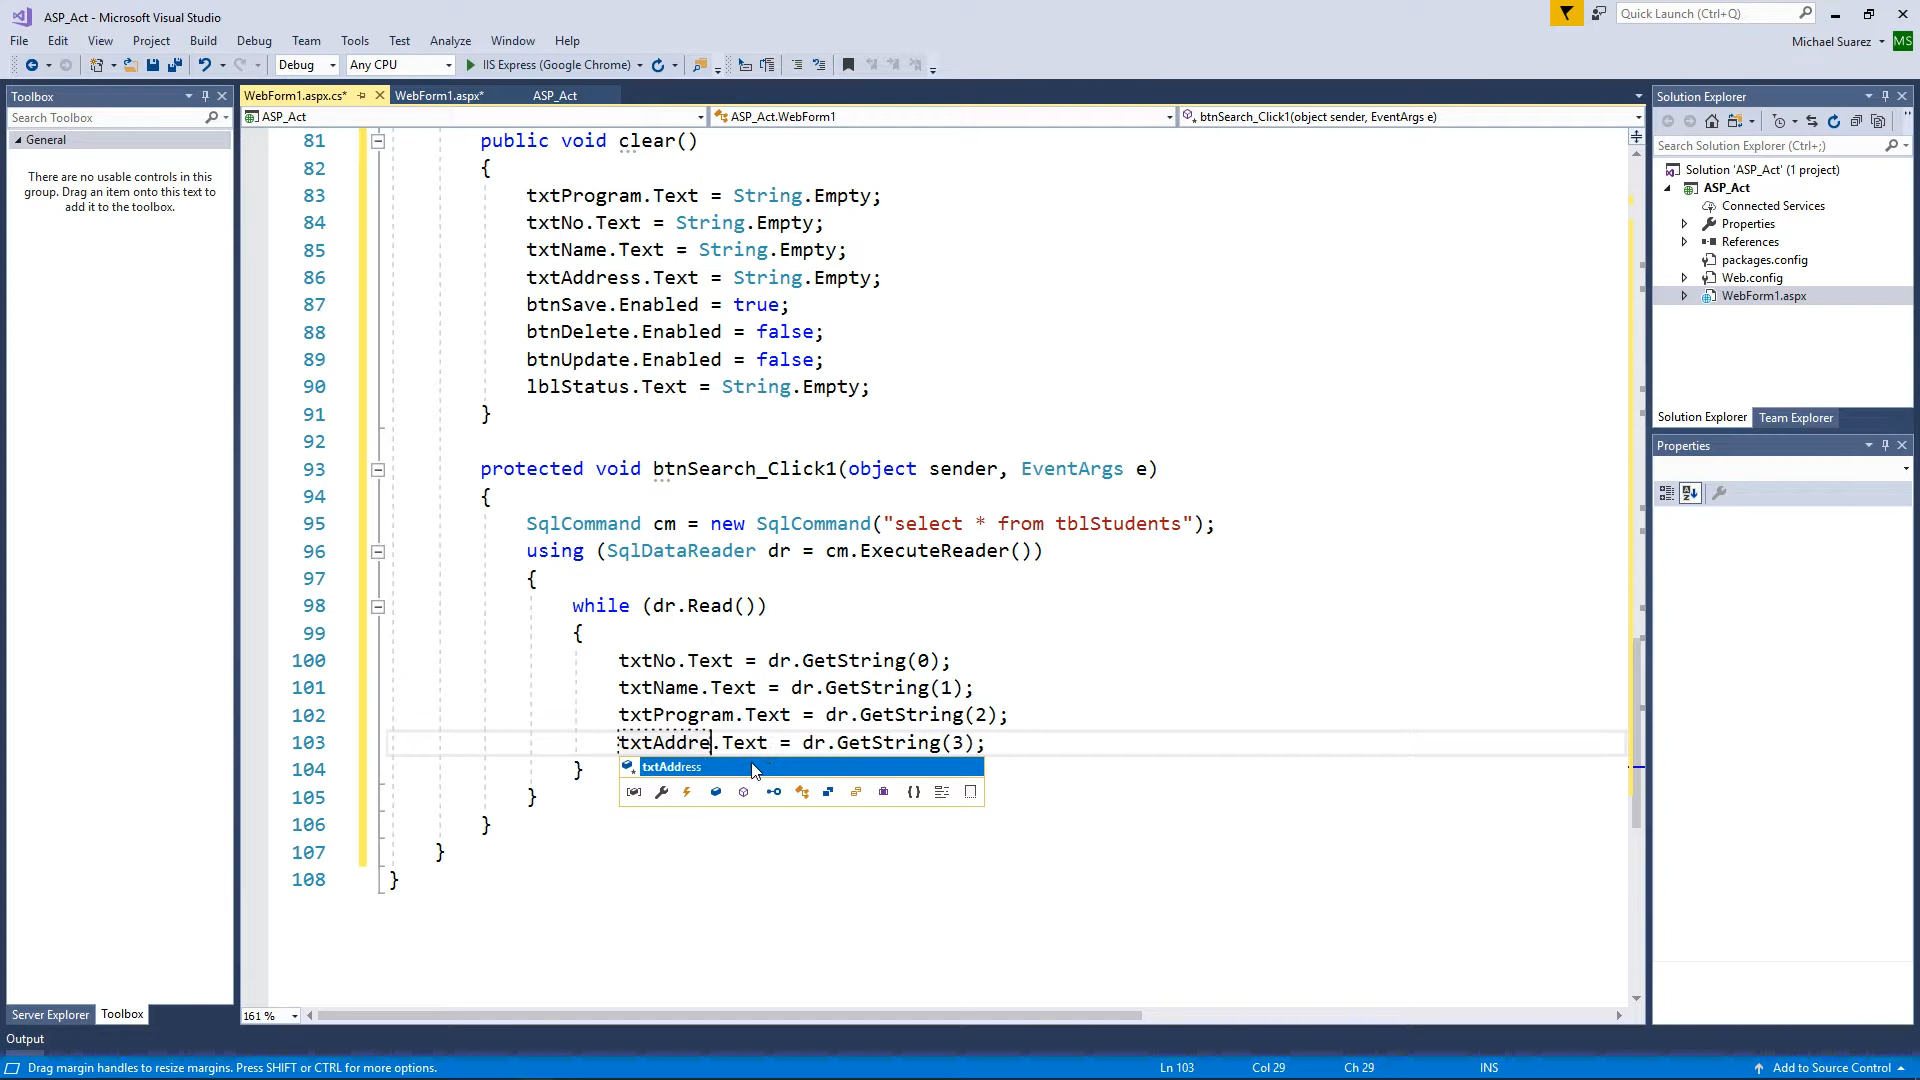 ASP_Act - Microsoft Visual Studio
Quick Launch (Ctrl+Q)
File Edit View Project Build Debug Team Tools Test Analyze Window Help
Michael Suarez MS
Debug Any CPU IIS Express (Google Chrome)
Toolbox
WebForm1.aspx.cs* WebForm1.aspx* ASP_Act
Solution Explorer
Search Toolbox
ASP_Act ASP_Act.WebForm1 btnSearch_Click1(object sender, EventArgs e)
General
There are no usable controls in this
group. Drag an item onto this text to
add it to the toolbox.
81 public void clear()
82 {
83 txtProgram.Text = String.Empty;
84 txtNo.Text = String.Empty;
85 txtName.Text = String.Empty;
86 txtAddress.Text = String.Empty;
87 btnSave.Enabled = true;
88 btnDelete.Enabled = false;
89 btnUpdate.Enabled = false;
90 lblStatus.Text = String.Empty;
91 }
92
93 protected void btnSearch_Click1(object sender, EventArgs e)
94 {
95 SqlCommand cm = new SqlCommand("select * from tblStudents");
96 using (SqlDataReader dr = cm.ExecuteReader())
97 {
98 while (dr.Read())
99 {
100 txtNo.Text = dr.GetString(0);
101 txtName.Text = dr.GetString(1);
102 txtProgram.Text = dr.GetString(2);
103 txtAddre.Text = dr.GetString(3);
txtAddress
104 }
105 }
106 }
107 }
108 }
Search Solution Explorer (Ctrl+;)
Solution 'ASP_Act' (1 project)
ASP_Act
Connected Services
Properties
References
packages.config
Web.config
WebForm1.aspx
Solution Explorer Team Explorer
Properties
Server Explorer Toolbox
161 %
Output
Drag margin handles to resize margins. Press SHIFT or CTRL for more options.
Ln 103 Col 29 Ch 29 INS
Add to Source Control